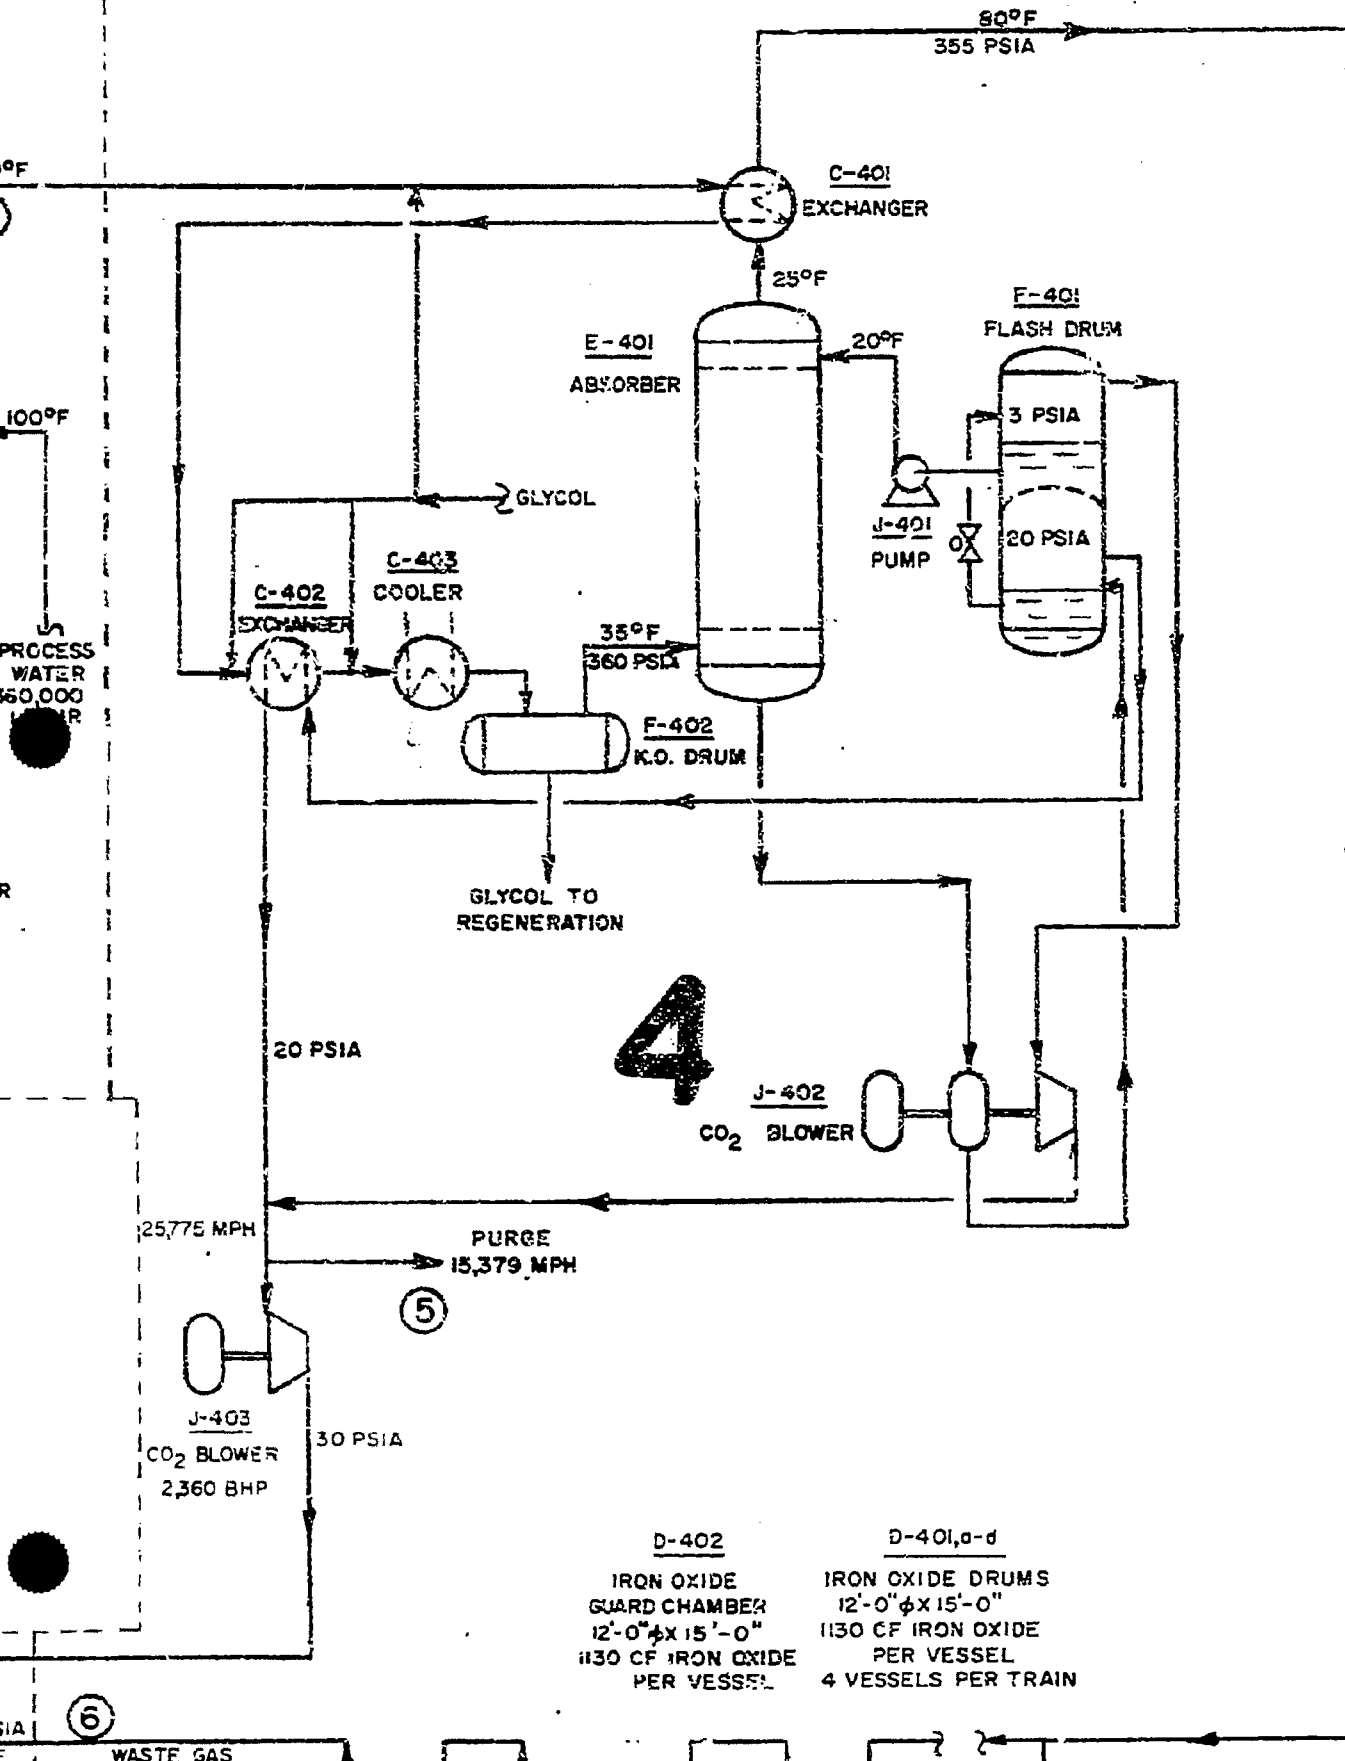 80°F
355 PSIA
°F
C-401
EXCHANGER
25°F
F-401
FLASH DRUM
E-401
ABSORBER
20°F
3 PSIA
100°F
GLYCOL
J-401
PUMP
20 PSIA
C-403
COOLER
C-402
EXCHANGER
35°F
360 PSIA
PROCESS
WATER
360,000
F-402
K.O. DRUM
GLYCOL TO
REGENERATION
4
20 PSIA
J-402
CO2 BLOWER
25,775 MPH
PURGE
15,379 MPH
5
J-403
CO2 BLOWER
2,360 BHP
30 PSIA
D-402
IRON OXIDE
GUARD CHAMBER
12'-0"ϕX 15'-0"
1130 CF IRON OXIDE
PER VESSEL
D-401,a-d
IRON OXIDE DRUMS
12'-0"ϕX 15'-0"
1130 CF IRON OXIDE
PER VESSEL
4 VESSELS PER TRAIN
6
WASTE GAS